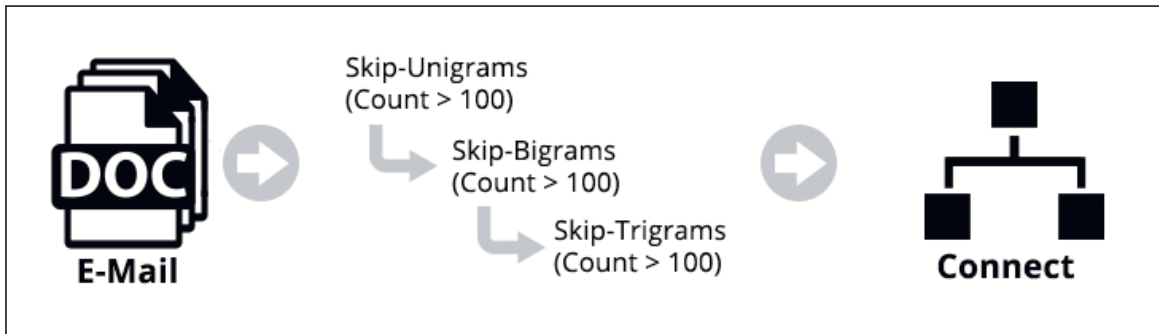 DOC
E-Mail
Skip-Unigrams
(Count > 100)
Skip-Bigrams
(Count > 100)
Skip-Trigrams
(Count > 100)
Connect